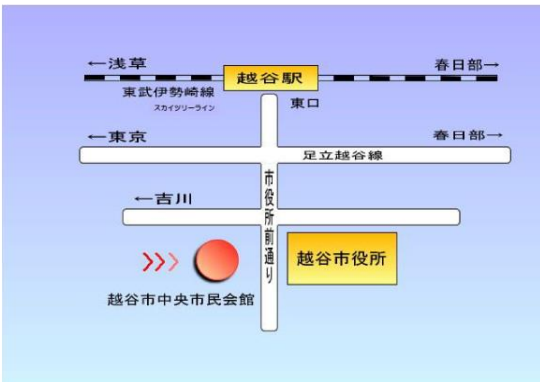 ←浅草
越谷駅
春日部→
東武伊勢崎線
スカイツリーライン
東口
←東京
春日部→
足立越谷線
市役所前通り
←吉川
越谷市役所
越谷市中央市民会館